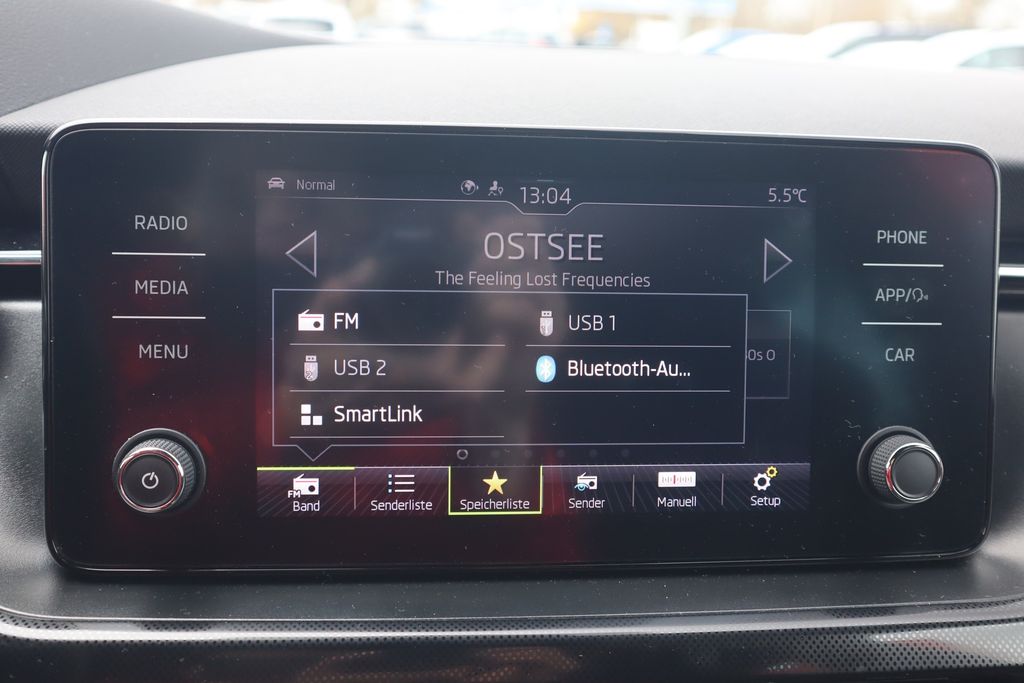 Normal
13:04
5.5°C
RADIO
MEDIA
MENU
OSTSEE
The Feeling Lost Frequencies
FM
USB 1
USB 2
Bluetooth-Au...
SmartLink
PHONE
APP/
CAR
FM
Band
Senderliste
Speicherliste
Sender
Manuell
Setup